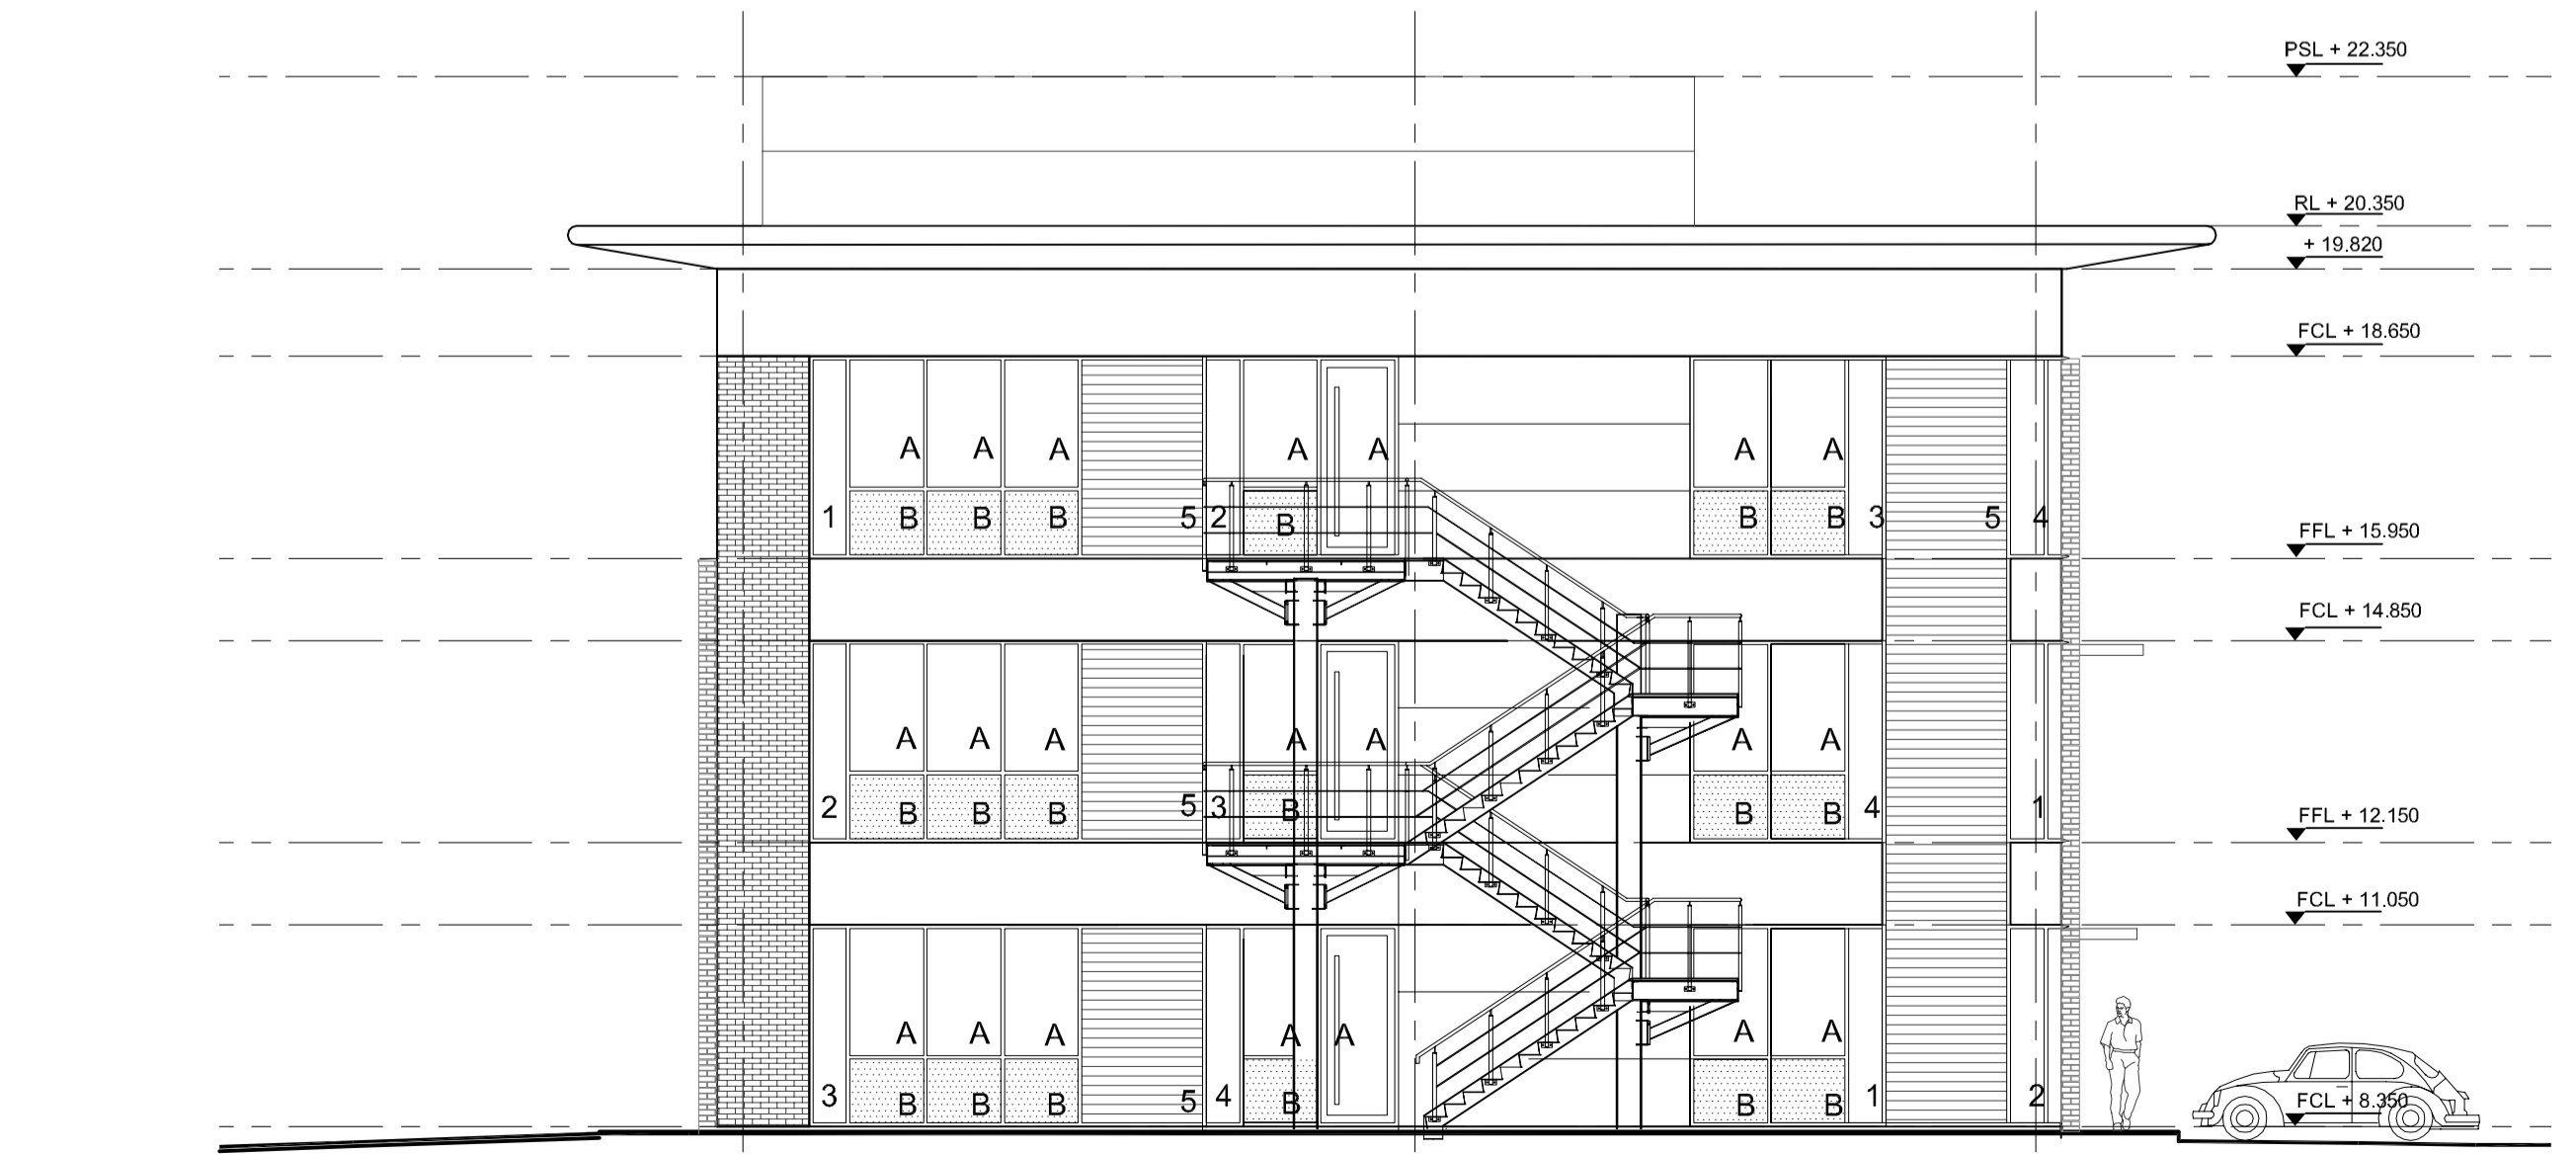 PSL + 22.350
RL + 20.350
+ 19.820
FCL + 18.650
A A A A A A A
1 B B B 5 2 B B B 3 5 4
FFL + 15.950
FCL + 14.850
A A A A A A A
2 B B B 5 3 B B B 4 1
FFL + 12.150
FCL + 11.050
A A A A A A A
3 B B B 5 4 B B B 1 2
FCL + 8.350